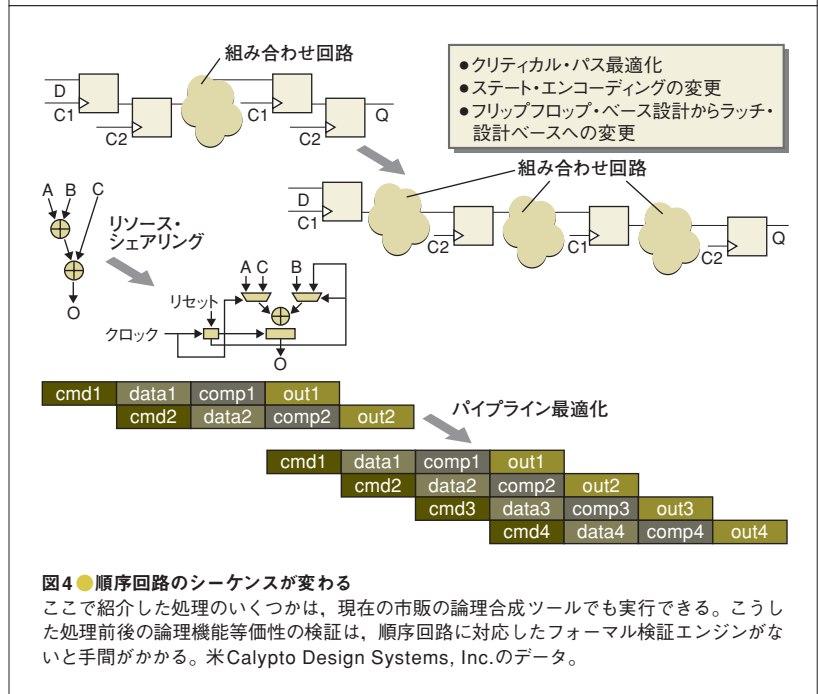 組み合わせ回路
D
C1
C2
C1
C2
Q
●クリティカル・パス最適化
●ステート・エンコーディングの変更
●フリップフロップ・ベース設計からラッチ・
設計ベースへの変更
組み合わせ回路
D
C1
C2
C1
C2
Q
A B C
O
リソース・
シェアリング
A C B
リセット
クロック
O
cmd1 data1 comp1 out1
cmd2 data2 comp2 out2
パイプライン最適化
cmd1 data1 comp1 out1
cmd2 data2 comp2 out2
cmd3 data3 comp3 out3
cmd4 data4 comp4 out4
図4●順序回路のシーケンスが変わる
ここで紹介した処理のいくつかは，現在の市販の論理合成ツールでも実行できる。こうし
た処理前後の論理機能等価性の検証は，順序回路に対応したフォーマル検証エンジンがな
いと手間がかかる。米Calypto Design Systems, Inc.のデータ。